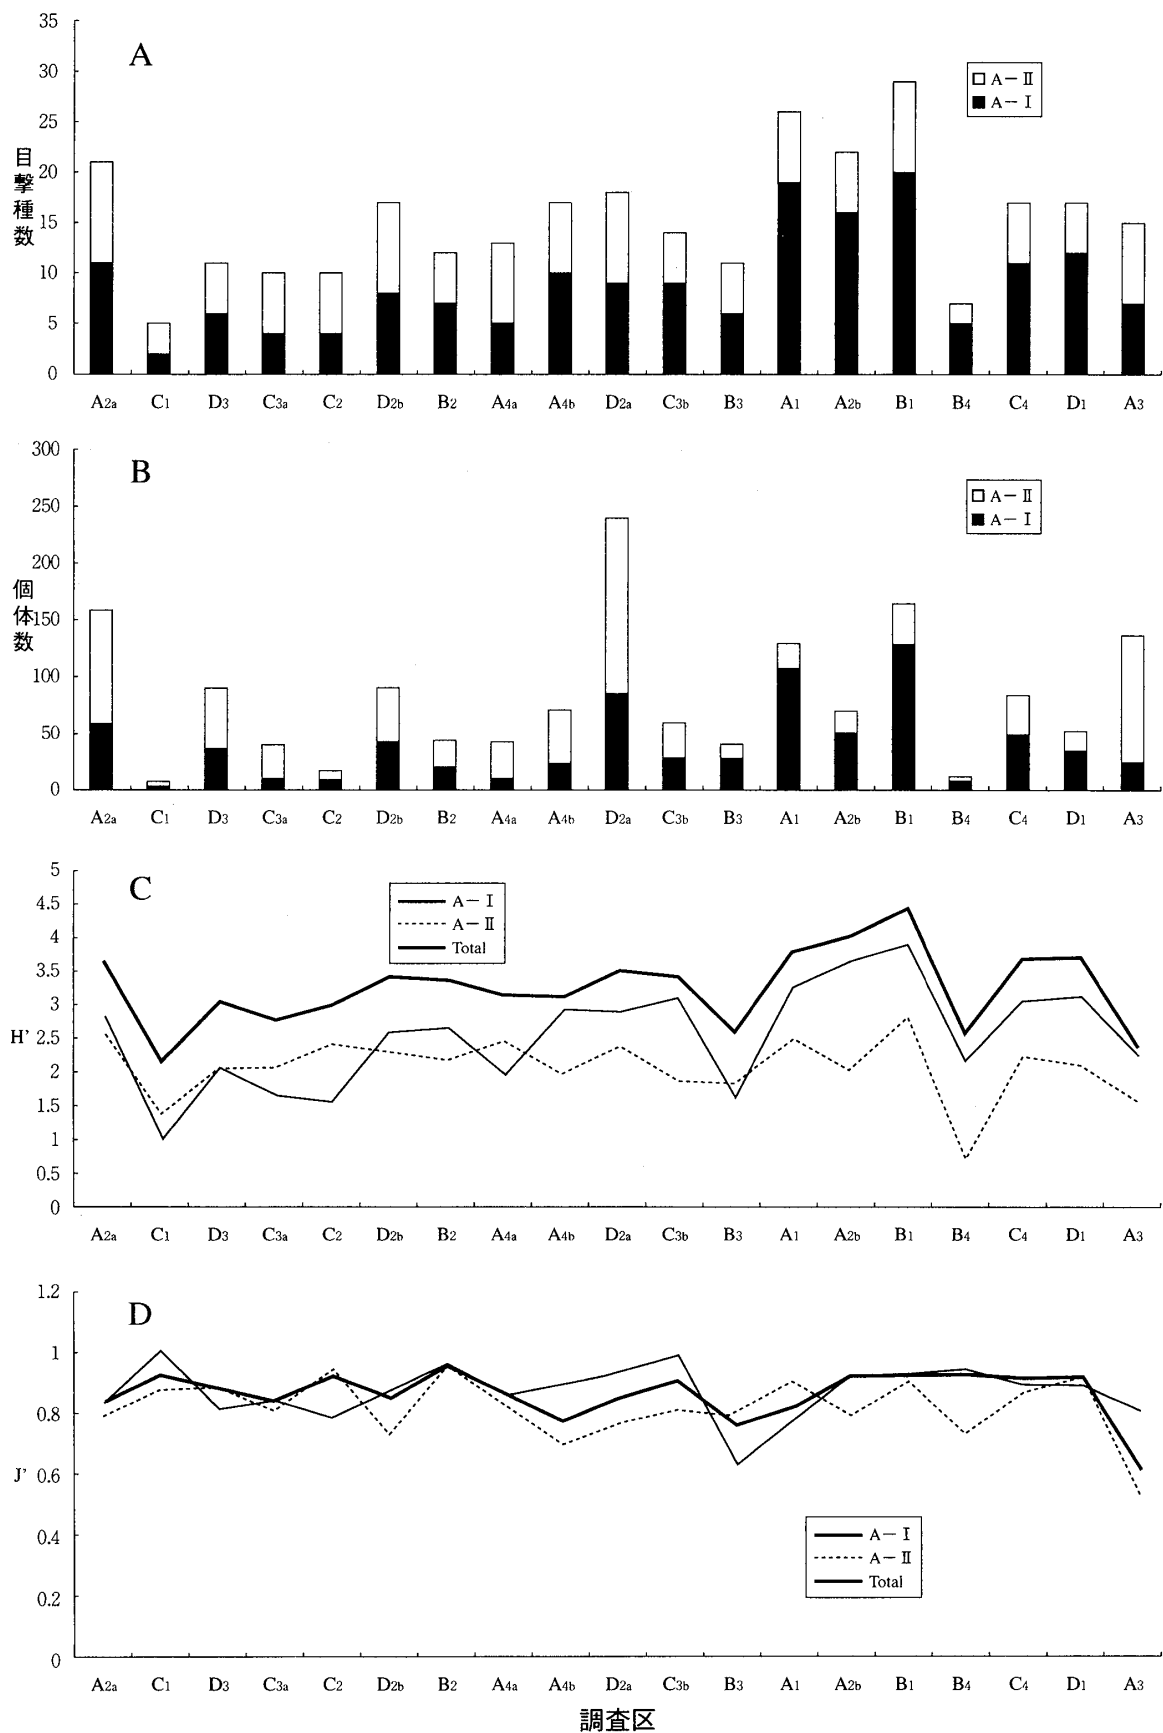 A
35
30
25
20
15
10
5
0
目撃種数
A－Ⅱ
A－Ⅰ
A2a C1 D3 C3a C2 D2b B2 A4a A4b D2a C3b B3 A1 A2b B1 B4 C4 D1 A3
B
300
250
200
150
100
50
0
個体数
A－Ⅱ
A－Ⅰ
A2a C1 D3 C3a C2 D2b B2 A4a A4b D2a C3b B3 A1 A2b B1 B4 C4 D1 A3
C
5
4.5
4
3.5
3
2.5
2
1.5
1
0.5
0
H'
A－Ⅰ
A－Ⅱ
Total
A2a C1 D3 C3a C2 D2b B2 A4a A4b D2a C3b B3 A1 A2b B1 B4 C4 D1 A3
D
1.2
1
0.8
0.6
0.4
0.2
0
J'
A－Ⅰ
A－Ⅱ
Total
A2a C1 D3 C3a C2 D2b B2 A4a A4b D2a C3b B3 A1 A2b B1 B4 C4 D1 A3
調査区